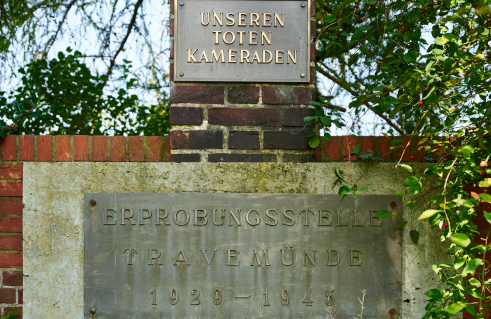 UNSEREN
TOTEN
KAMERADEN
ERPROBUNGSSTELLE
TRAVEMÜNDE
1929 – 1945